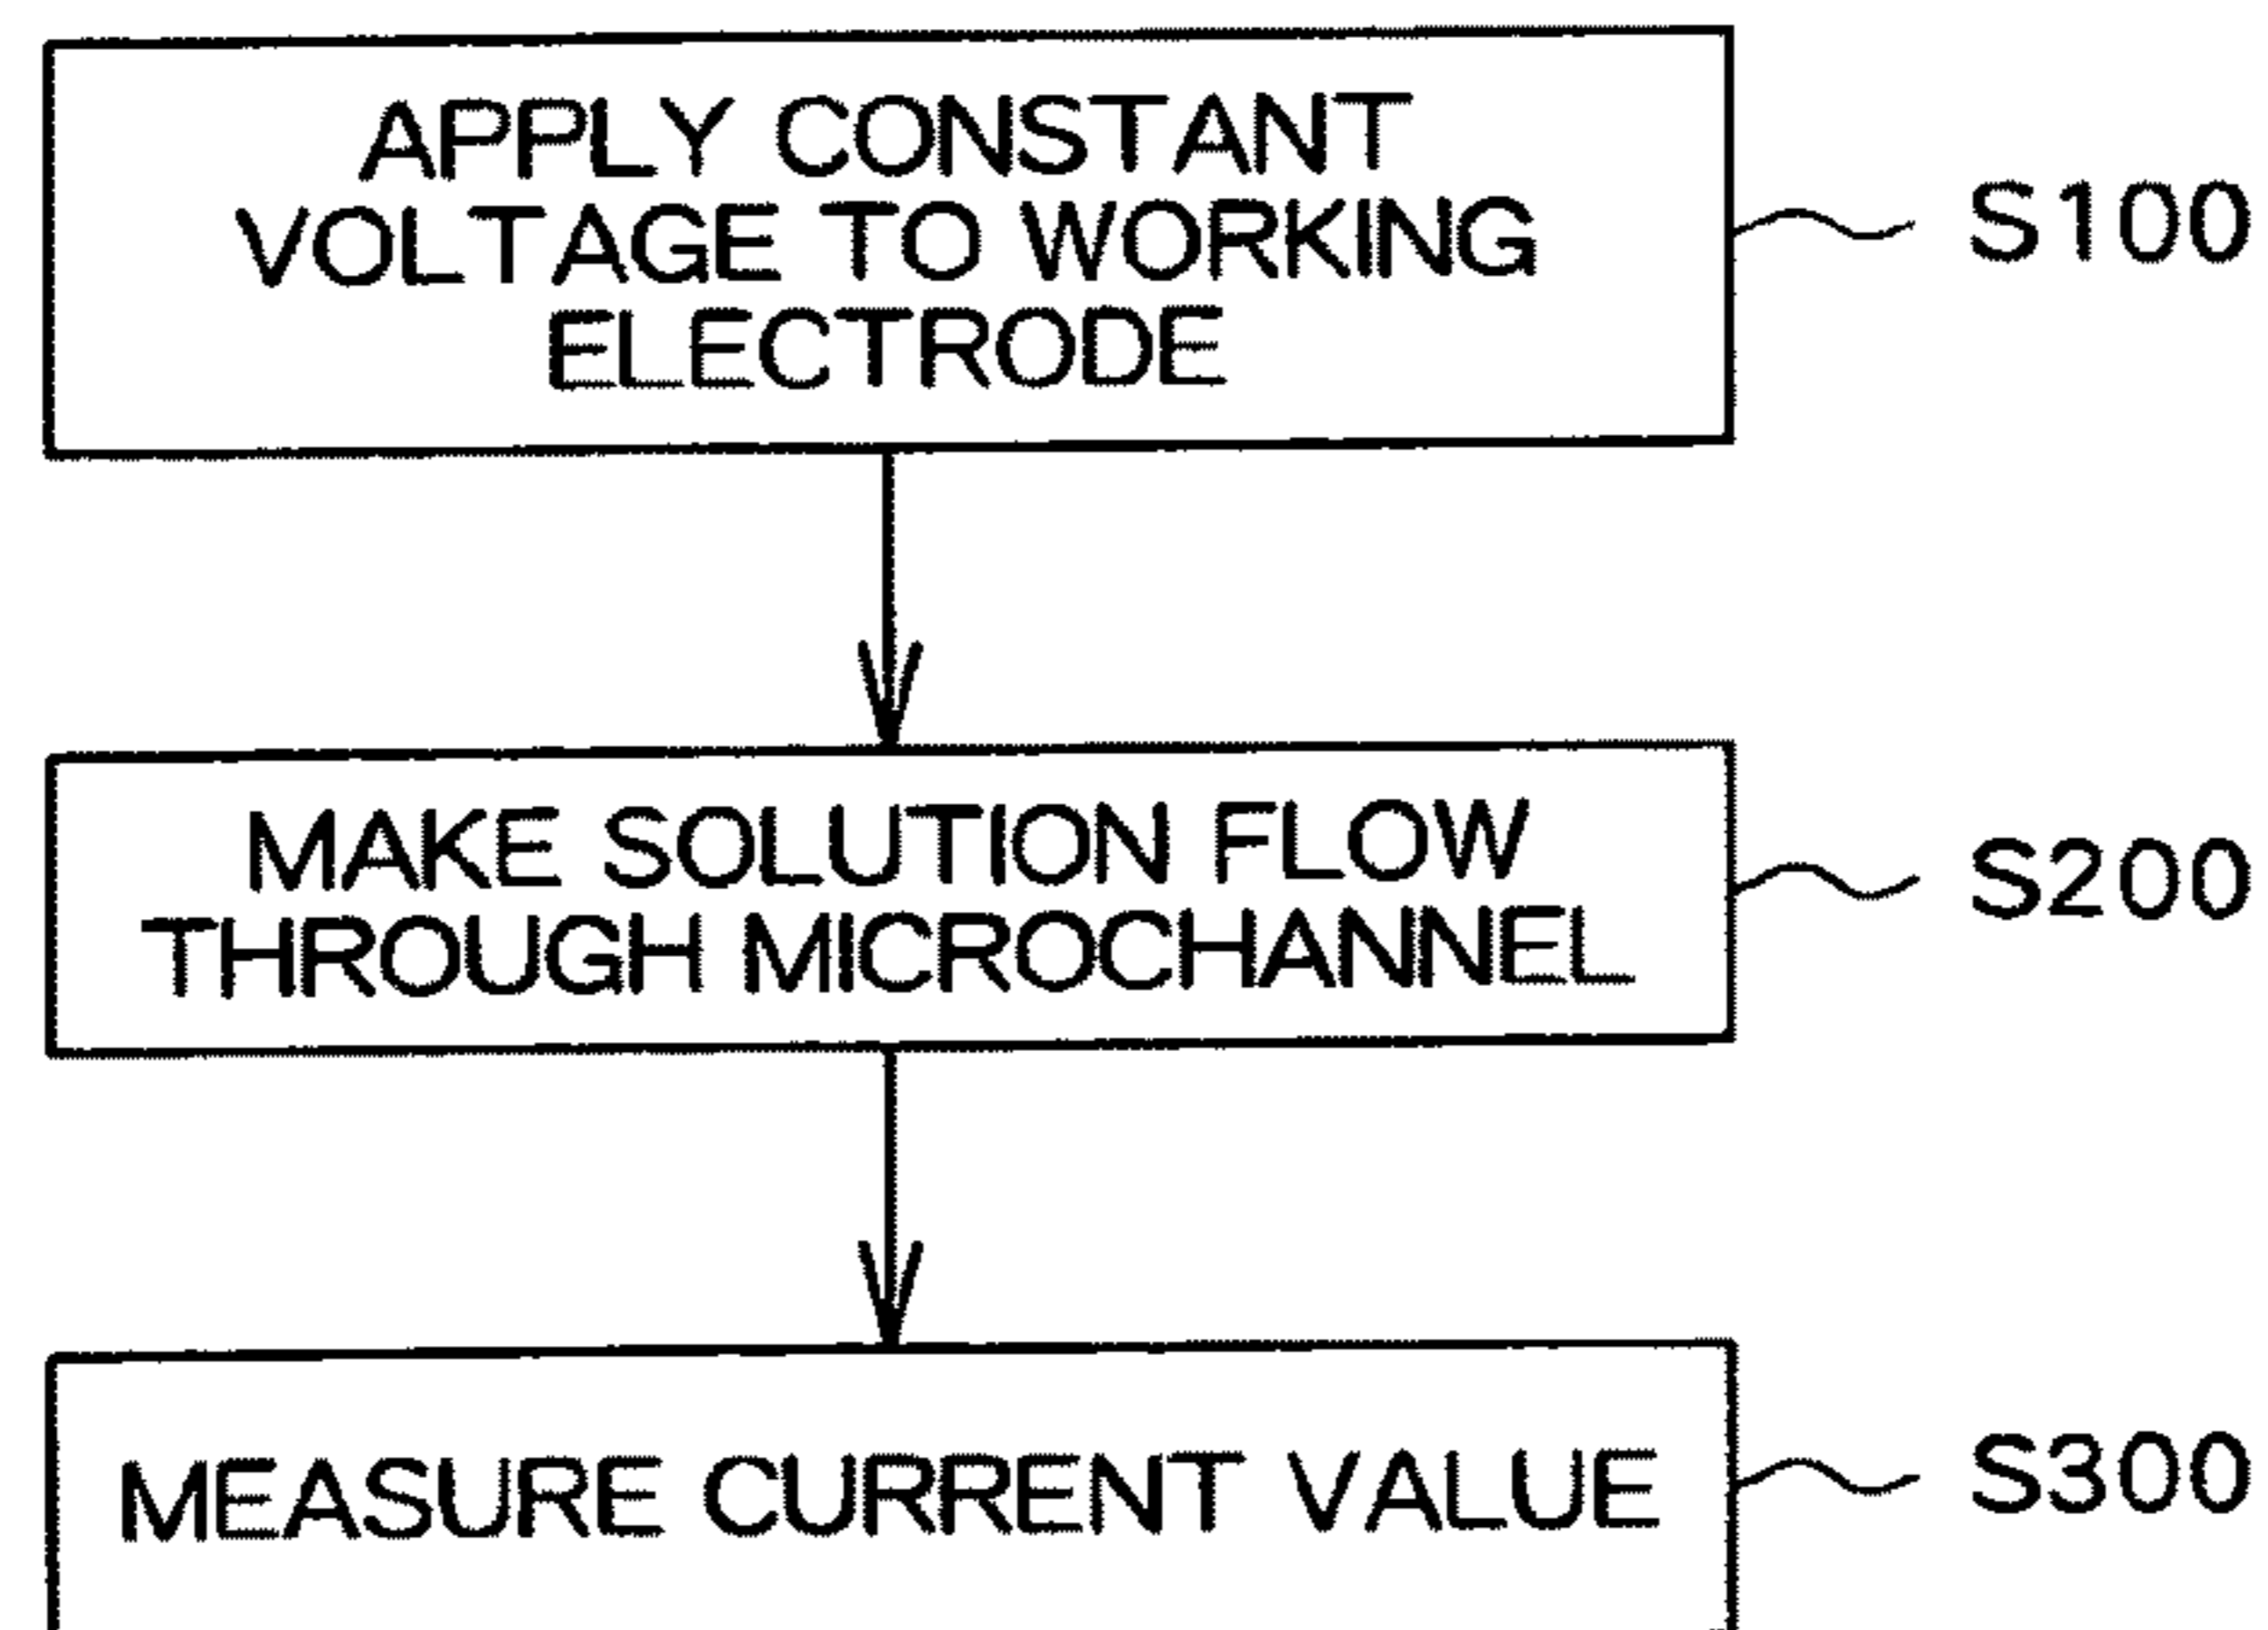 APPLY CONSTANT
VOLTAGE TO WORKING
ELECTRODE
S100
MAKE SOLUTION FLOW
THROUGH MICROCHANNEL
S200
MEASURE CURRENT VALUE
S300